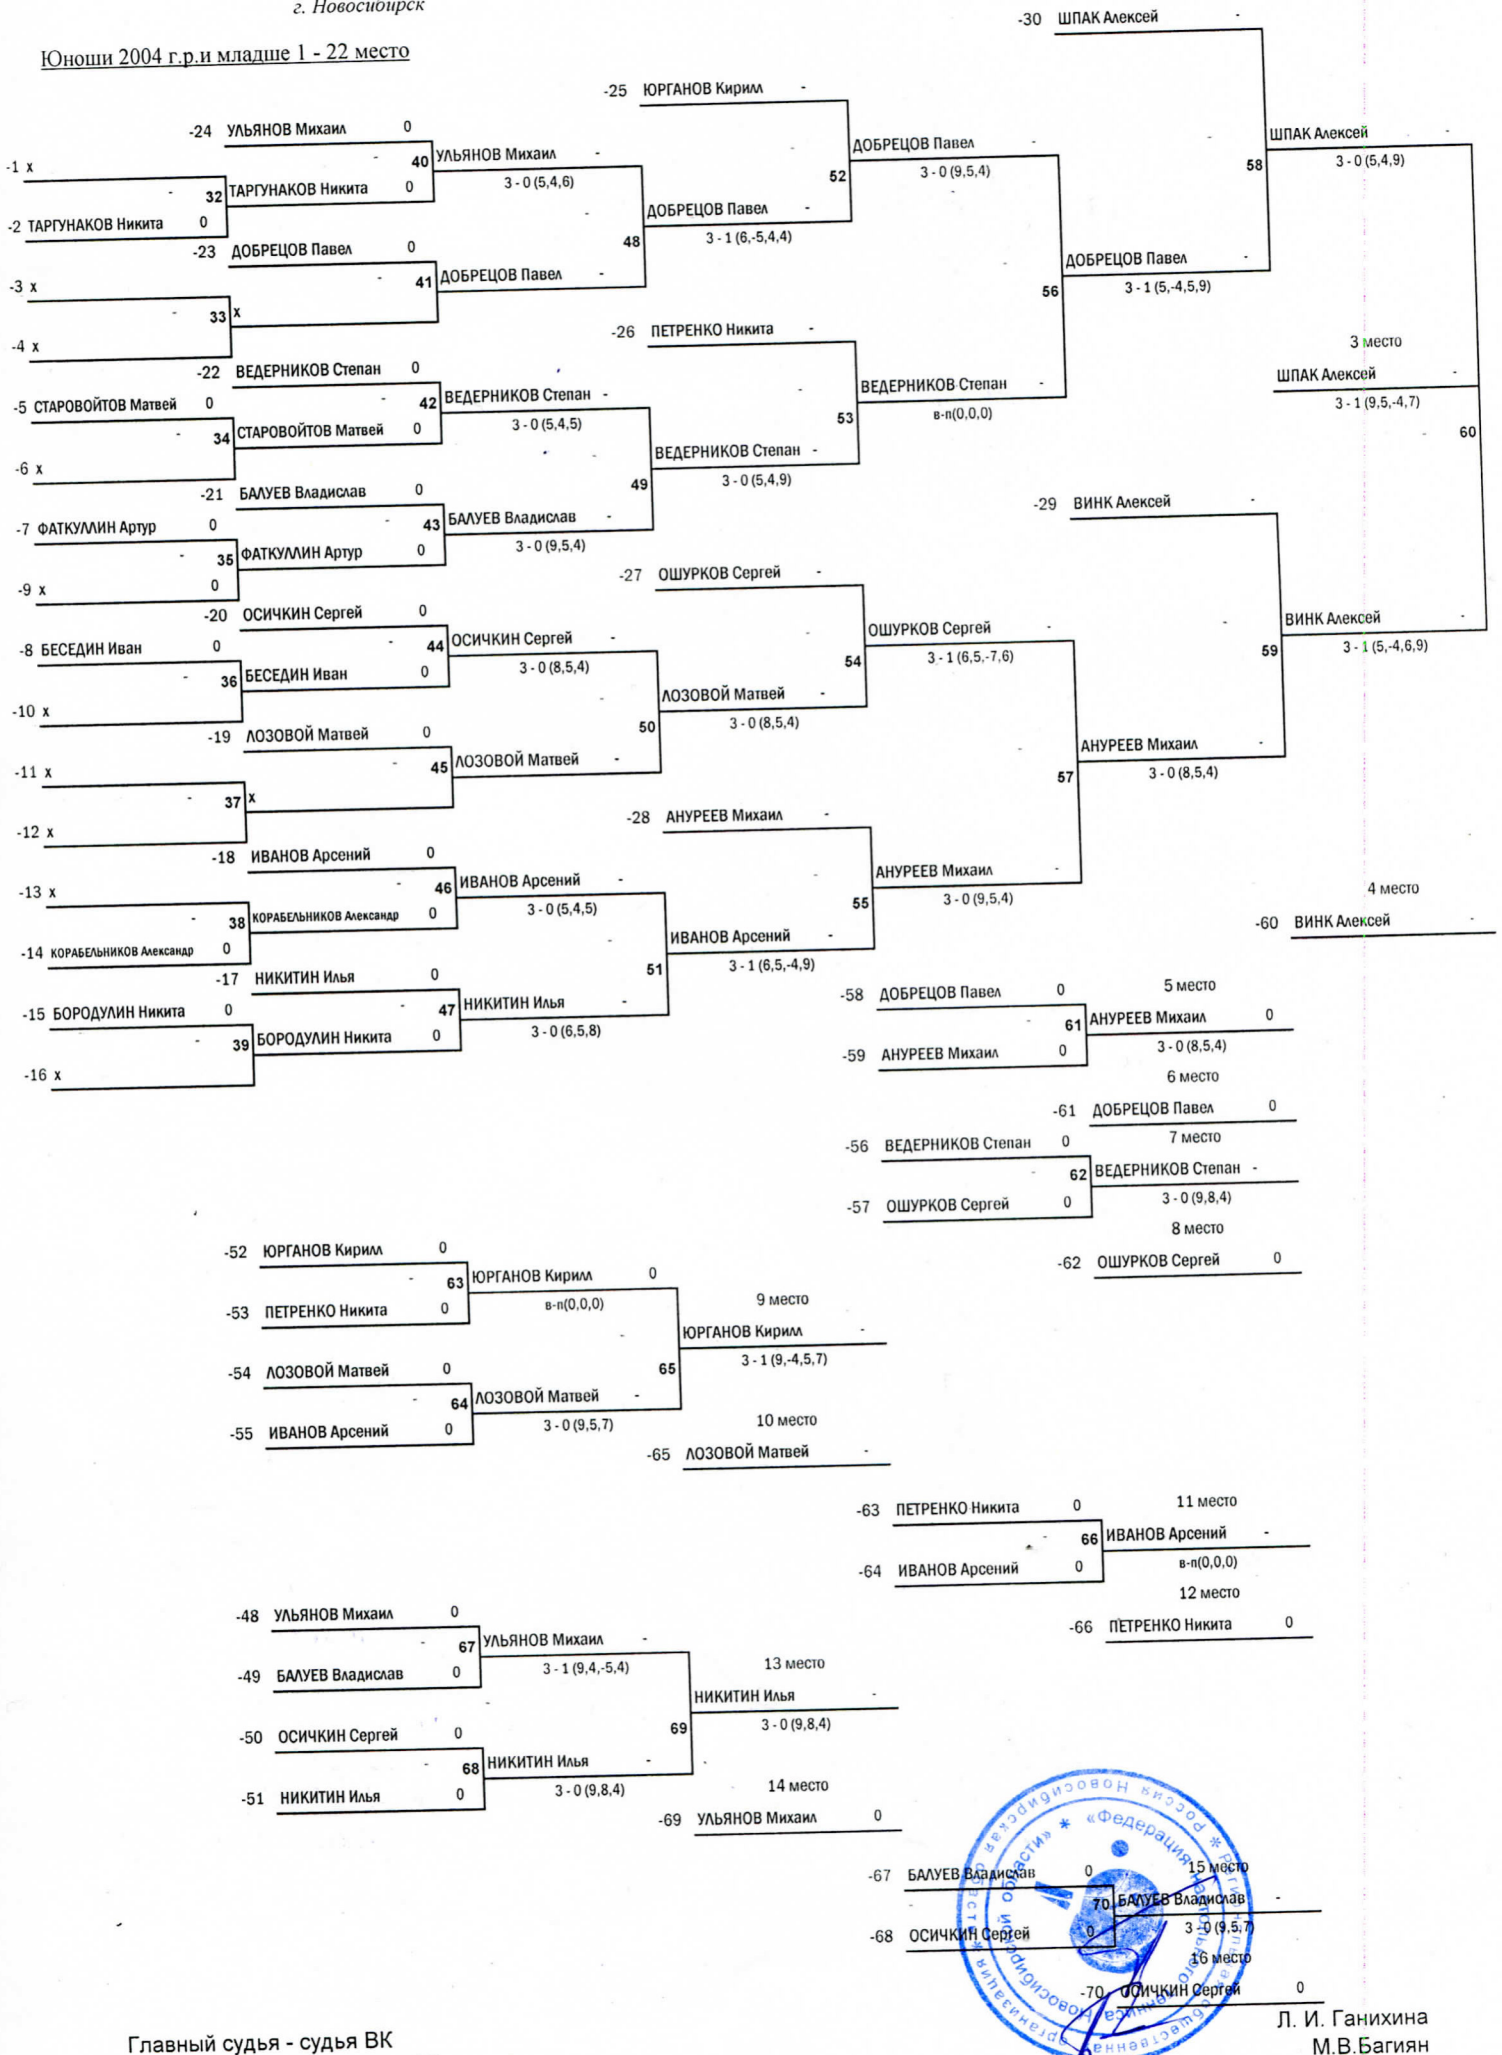 г. Новосибирск
Юноши 2004 г.р.и младше 1 - 22 место
-30 ШПАК Алексей -
-25 ЮРГАНОВ Кирилл -
-24 УЛЬЯНОВ Михаил 0
ШПАК Алексей -
3 - 0 (5,4,9)
58
ДОБРЕЦОВ Павел -
3 - 0 (9,5,4)
52
УЛЬЯНОВ Михаил -
3 - 0 (5,4,6)
40
-1 х
32 ТАРГУНАКОВ Никита 0
-2 ТАРГУНАКОВ Никита 0
ДОБРЕЦОВ Павел -
3 - 1 (6,-5,4,4)
48
-23 ДОБРЕЦОВ Павел 0
41 ДОБРЕЦОВ Павел -
-3 х
33 х
-4 х
ДОБРЕЦОВ Павел -
3 - 1 (5,-4,5,9)
56
-26 ПЕТРЕНКО Никита -
3 место
ШПАК Алексей -
3 - 1 (9,5,-4,7)
60
-22 ВЕДЕРНИКОВ Степан 0
42 ВЕДЕРНИКОВ Степан -
3 - 0 (5,4,5)
ВЕДЕРНИКОВ Степан -
в-п(0,0,0)
53
-5 СТАРОВОЙТОВ Матвей 0
34 СТАРОВОЙТОВ Матвей 0
-6 х
ВЕДЕРНИКОВ Степан -
3 - 0 (5,4,9)
49
-21 БАЛУЕВ Владислав 0
43 БАЛУЕВ Владислав -
3 - 0 (9,5,4)
-29 ВИНК Алексей -
-7 ФАТКУЛЛИН Артур 0
35 ФАТКУЛЛИН Артур 0
-9 х 0
-27 ОШУРКОВ Сергей -
-20 ОСИЧКИН Сергей 0
44 ОСИЧКИН Сергей -
3 - 0 (8,5,4)
ОШУРКОВ Сергей -
3 - 1 (6,5,-7,6)
54
ВИНК Алексей -
3 - 1 (5,-4,6,9)
59
-8 БЕСЕДИН Иван 0
36 БЕСЕДИН Иван 0
-10 х
ЛОЗОВОЙ Матвей -
3 - 0 (8,5,4)
50
-19 ЛОЗОВОЙ Матвей 0
45 ЛОЗОВОЙ Матвей -
АНУРЕЕВ Михаил -
3 - 0 (8,5,4)
57
-11 х
37 х
-12 х
-28 АНУРЕЕВ Михаил -
-18 ИВАНОВ Арсений 0
46 ИВАНОВ Арсений -
3 - 0 (5,4,5)
АНУРЕЕВ Михаил -
3 - 0 (9,5,4)
55
-13 х
38 КОРАБЕЛЬНИКОВ Александр 0
-14 КОРАБЕЛЬНИКОВ Александр 0
4 место
-60 ВИНК Алексей -
ИВАНОВ Арсений -
3 - 1 (6,5,-4,9)
51
-17 НИКИТИН Илья 0
47 НИКИТИН Илья -
3 - 0 (6,5,8)
-15 БОРОДУЛИН Никита 0
39 БОРОДУЛИН Никита 0
-16 х
-58 ДОБРЕЦОВ Павел 0
5 место
61 АНУРЕЕВ Михаил 0
3 - 0 (8,5,4)
-59 АНУРЕЕВ Михаил 0
6 место
-61 ДОБРЕЦОВ Павел 0
7 место
-56 ВЕДЕРНИКОВ Степан 0
62 ВЕДЕРНИКОВ Степан -
3 - 0 (9,8,4)
-57 ОШУРКОВ Сергей 0
8 место
-62 ОШУРКОВ Сергей 0
-52 ЮРГАНОВ Кирилл 0
63 ЮРГАНОВ Кирилл 0
в-п(0,0,0)
-53 ПЕТРЕНКО Никита 0
9 место
ЮРГАНОВ Кирилл -
3 - 1 (9,-4,5,7)
65
-54 ЛОЗОВОЙ Матвей 0
64 ЛОЗОВОЙ Матвей -
3 - 0 (9,5,7)
-55 ИВАНОВ Арсений 0
10 место
-65 ЛОЗОВОЙ Матвей -
-63 ПЕТРЕНКО Никита 0
11 место
66 ИВАНОВ Арсений -
в-п(0,0,0)
-64 ИВАНОВ Арсений 0
12 место
-66 ПЕТРЕНКО Никита 0
-48 УЛЬЯНОВ Михаил 0
67 УЛЬЯНОВ Михаил -
3 - 1 (9,4,-5,4)
-49 БАЛУЕВ Владислав 0
13 место
НИКИТИН Илья -
3 - 0 (9,8,4)
69
-50 ОСИЧКИН Сергей 0
68 НИКИТИН Илья -
3 - 0 (9,8,4)
-51 НИКИТИН Илья 0
14 место
-69 УЛЬЯНОВ Михаил 0
-67 БАЛУЕВ Владислав 0
15 место
70 БАЛУЕВ Владислав -
3 - 0 (9,5,7)
-68 ОСИЧКИН Сергей 0
16 место
-70 ОСИЧКИН Сергей 0
Россия Новосибирская область * Региональная общественная организация *
«Федерация настольного тенниса Новосибирской области» *
Л. И. Ганихина
Главный судья - судья ВК
М.В.Багиян